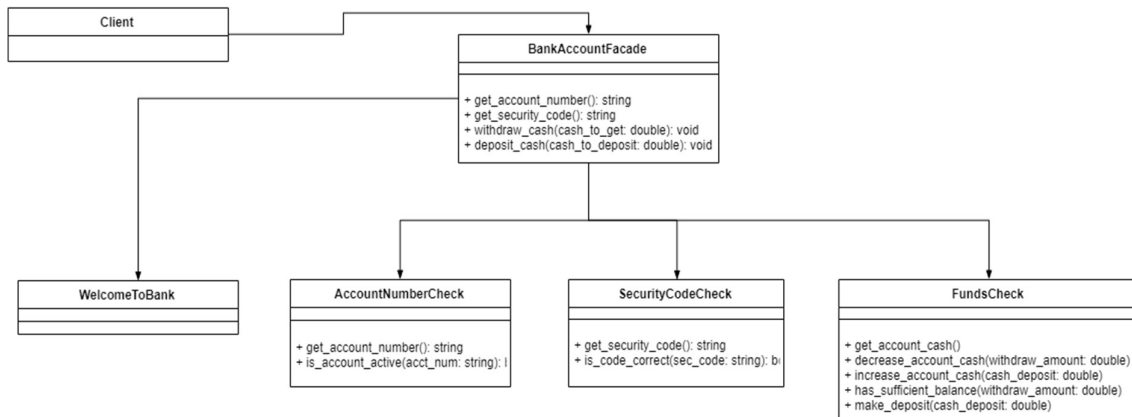 Client
BankAccountFacade
+ get_account_number(): string
+ get_security_code(): string
+ withdraw_cash(cash_to_get: double): void
+ deposit_cash(cash_to_deposit: double): void
WelcomeToBank
AccountNumberCheck
+ get_account_number(): string
+ is_account_active(acct_num: string):
SecurityCodeCheck
+ get_security_code(): string
+ is_code_correct(sec_code: string):
FundsCheck
+ get_account_cash()
+ decrease_account_cash(withdraw_amount: double)
+ increase_account_cash(cash_deposit: double)
+ has_sufficient_balance(withdraw_amount: double)
+ make_deposit(cash_deposit: double)